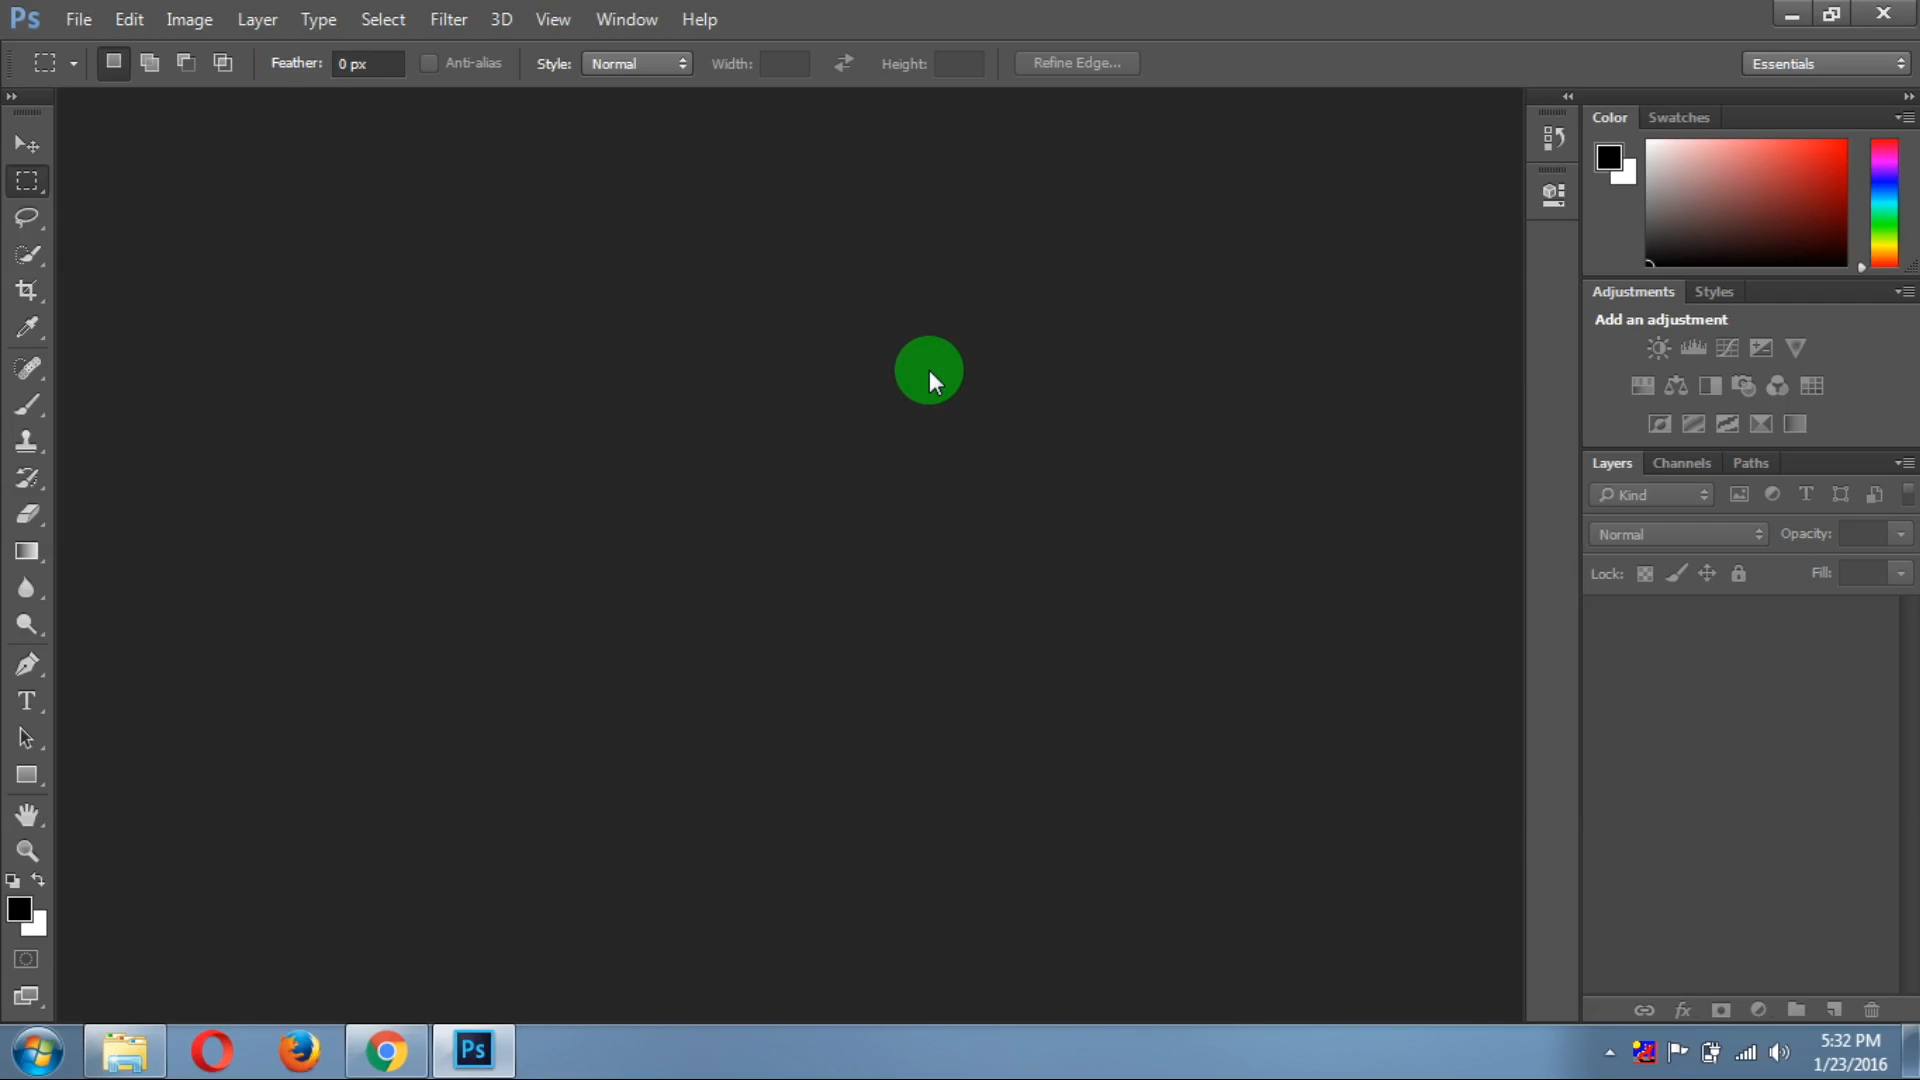 Ps File Edit Image Layer Type Select Filter 3D View Window Help
Feather: 0 px Anti-alias Style: Normal Width: Height: Refine Edge... Essentials
Color Swatches
Adjustments Styles
Add an adjustment
Layers Channels Paths
Kind T
Normal Opacity:
Lock: Fill:
T
fx
Ps
5:32 PM
1/23/2016